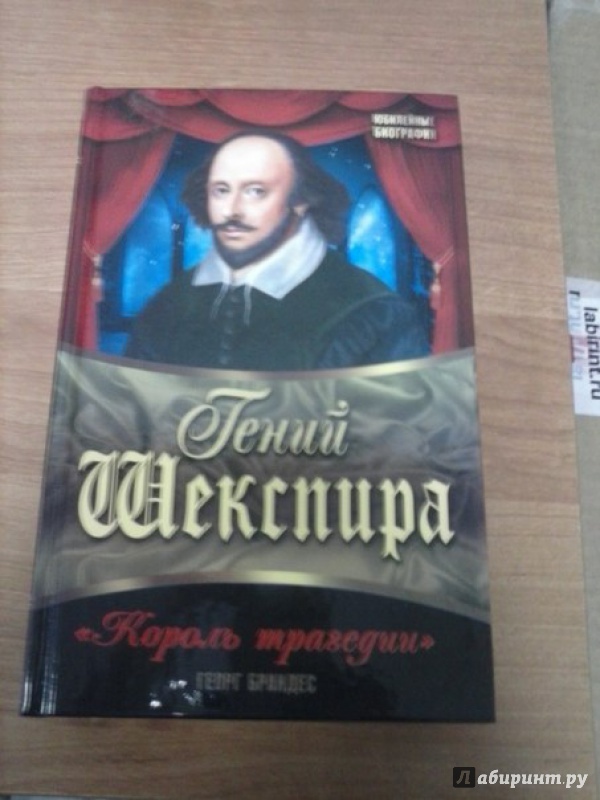 ЮБИЛЕЙНЫЕ
БИОГРАФИИ
Гений
Шекспира
«Король трагедии»
ГЕОРГ БРАНДЕС
labirint.ru
Лабиринт.ру